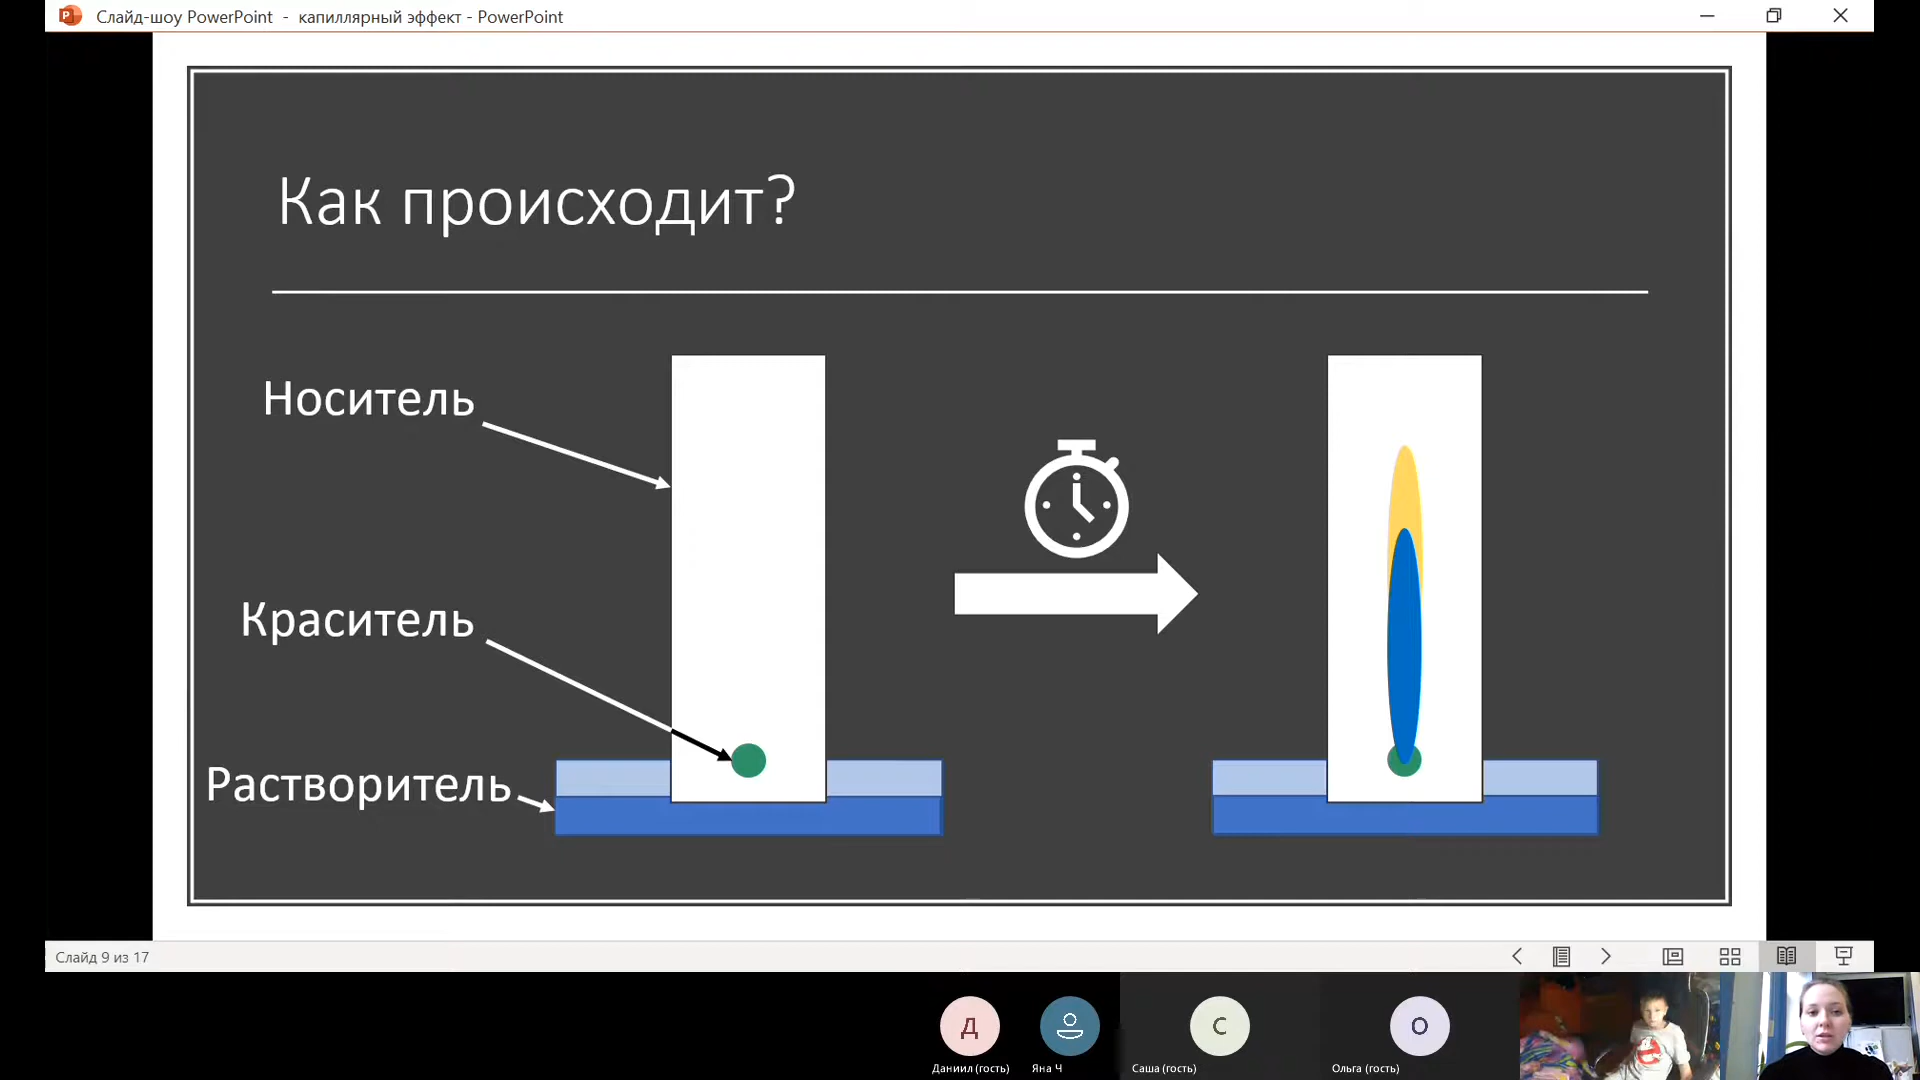 Слайд-шоу PowerPoint - капиллярный эффект - PowerPoint
Как происходит?
Носитель
Краситель
Растворитель
Слайд 9 из 17
Д
С
О
Даниил (гость)
Яна Ч
Саша (гость)
Ольга (гость)